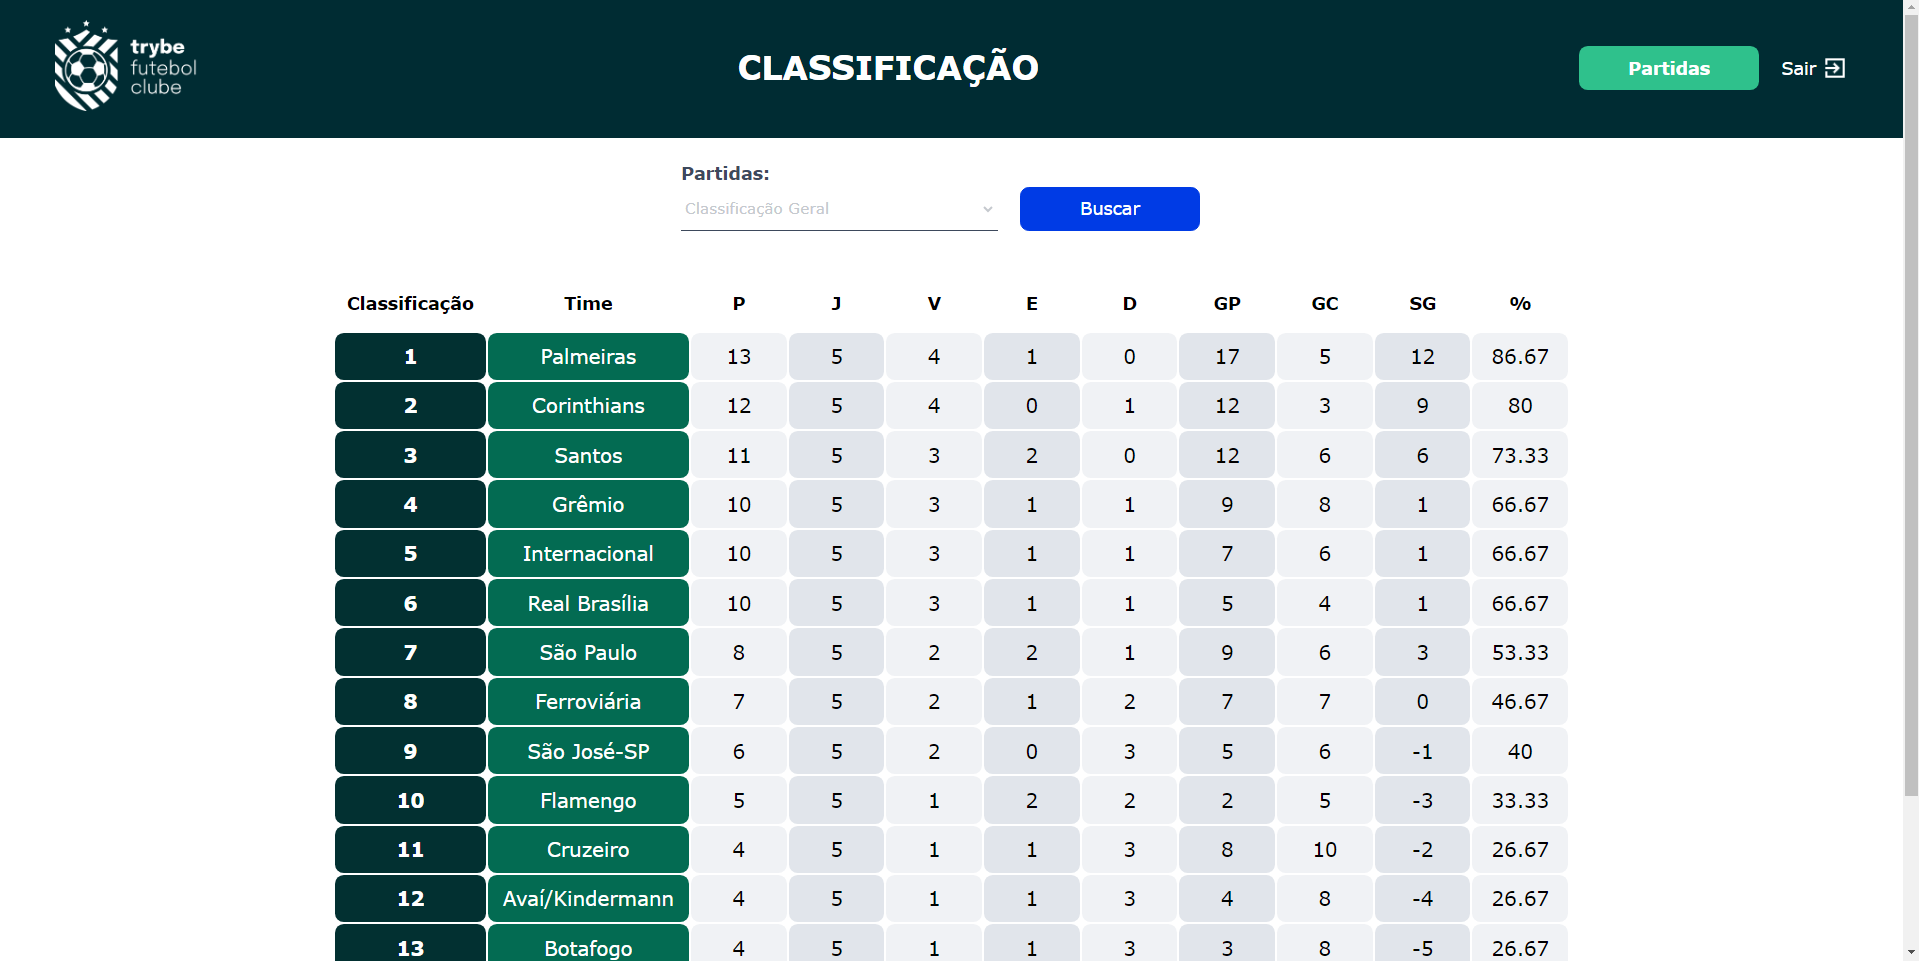 trybe
futebol
clube
CLASSIFICAÇÃO
Partidas
Sair
Partidas:
Classificação Geral
Buscar
Classificação Time P J V E D GP GC SG %
1 Palmeiras 13 5 4 1 0 17 5 12 86.67
2 Corinthians 12 5 4 0 1 12 3 9 80
3 Santos 11 5 3 2 0 12 6 6 73.33
4 Grêmio 10 5 3 1 1 9 8 1 66.67
5 Internacional 10 5 3 1 1 7 6 1 66.67
6 Real Brasília 10 5 3 1 1 5 4 1 66.67
7 São Paulo 8 5 2 2 1 9 6 3 53.33
8 Ferroviária 7 5 2 1 2 7 7 0 46.67
9 São José-SP 6 5 2 0 3 5 6 -1 40
10 Flamengo 5 5 1 2 2 2 5 -3 33.33
11 Cruzeiro 4 5 1 1 3 8 10 -2 26.67
12 Avaí/Kindermann 4 5 1 1 3 4 8 -4 26.67
13 Botafogo 4 5 1 1 3 3 8 -5 26.67